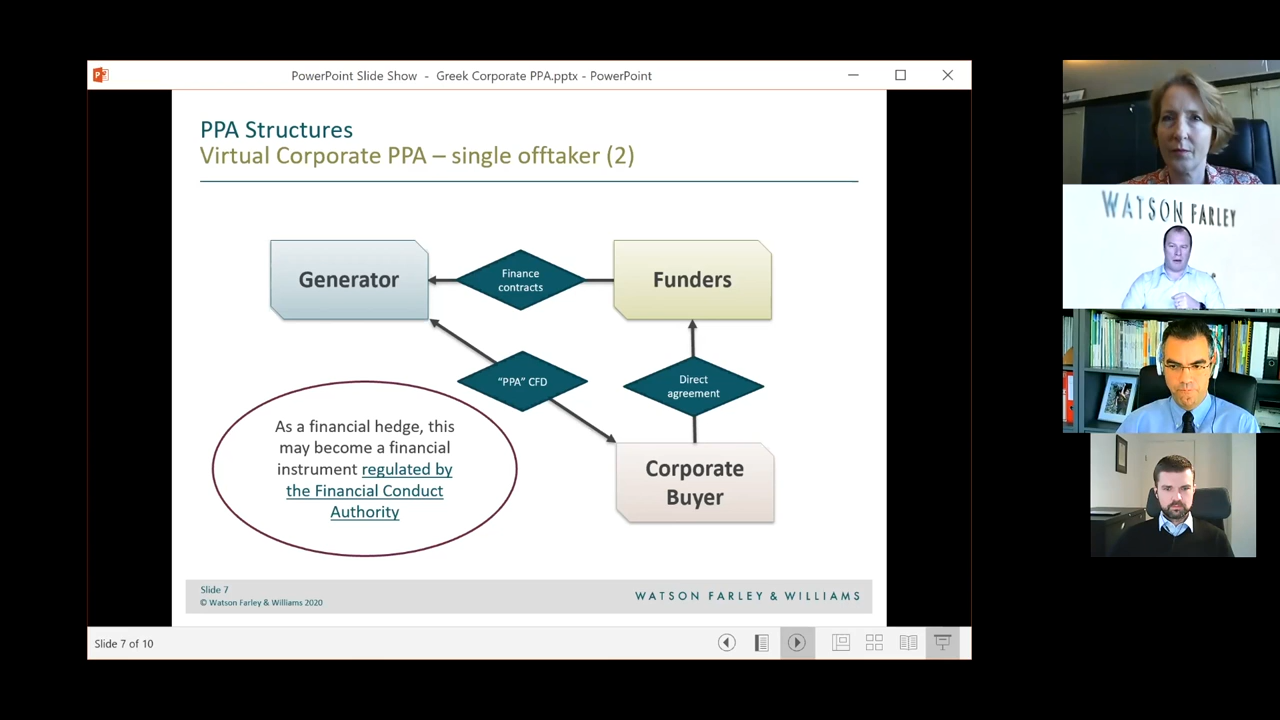 PowerPoint Slide Show - Greek Corporate PPA.pptx - PowerPoint
PPA Structures
Virtual Corporate PPA – single offtaker (2)
Generator
Finance
contracts
Funders
"PPA" CFD
Direct
agreement
As a financial hedge, this
may become a financial
instrument regulated by
the Financial Conduct
Authority
Corporate
Buyer
Slide 7
© Watson Farley & Williams 2020
WATSON FARLEY & WILLIAMS
Slide 7 of 10
WATSON FARLEY